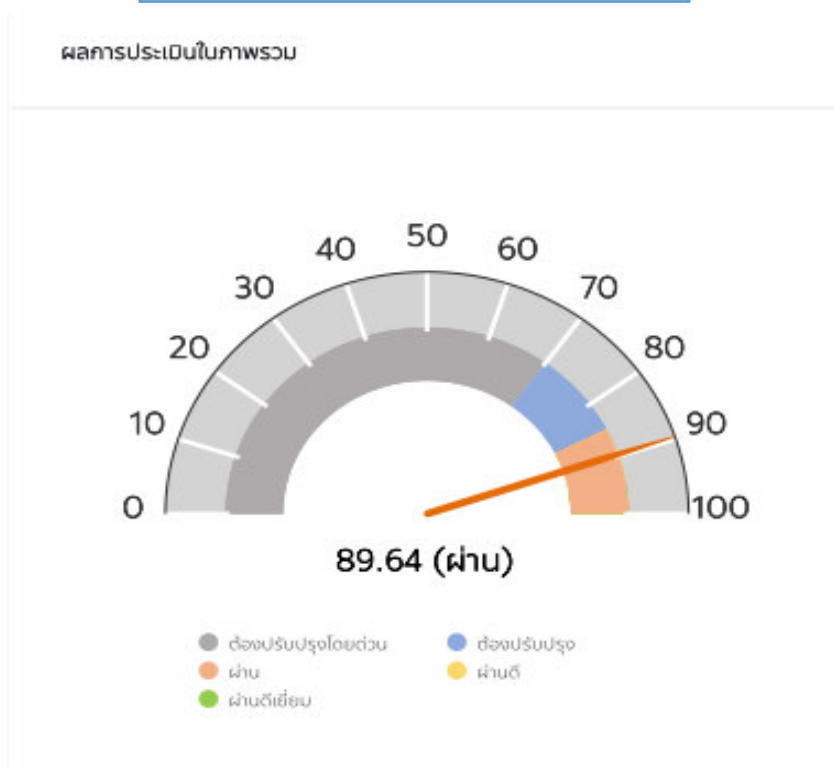 ผลการประเมินในภาพรวม
50
40
60
30
70
20
80
10
90
0
100
89.64 (ผ่าน)
ต้องปรับปรุงโดยด่วน
ต้องปรับปรุง
ผ่าน
ผ่านดี
ผ่านดีเยี่ยม